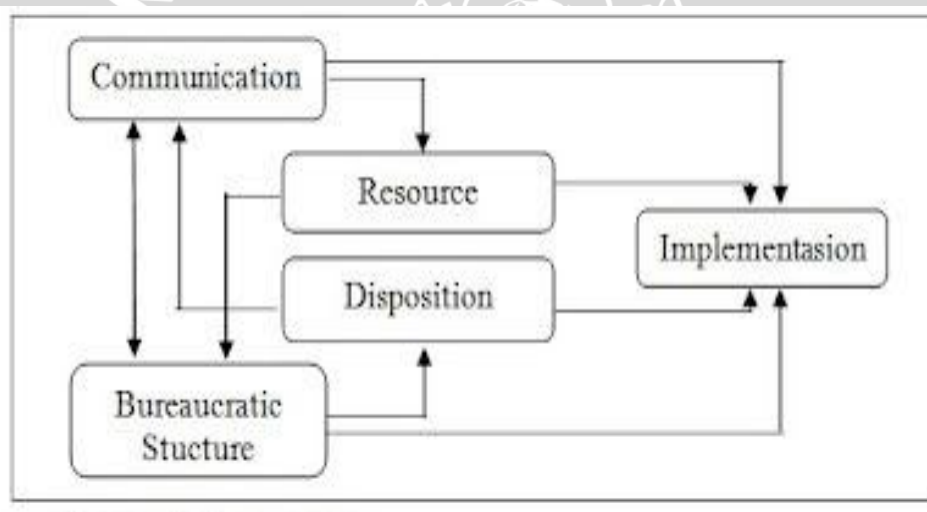 Communication
Resource
Implementasion
Disposition
Bureaucratic
Stucture